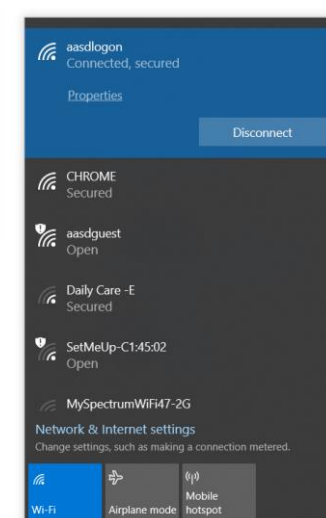 aasdlogon
Connected, secured
Properties
Disconnect
CHROME
Secured
aasdguest
Open
Daily Care -E
Secured
SetMeUp-C1:45:02
Open
MySpectrumWiFi47-2G
Network & Internet settings
Change settings, such as making a connection metered.
Wi-Fi
Airplane mode
Mobile
hotspot